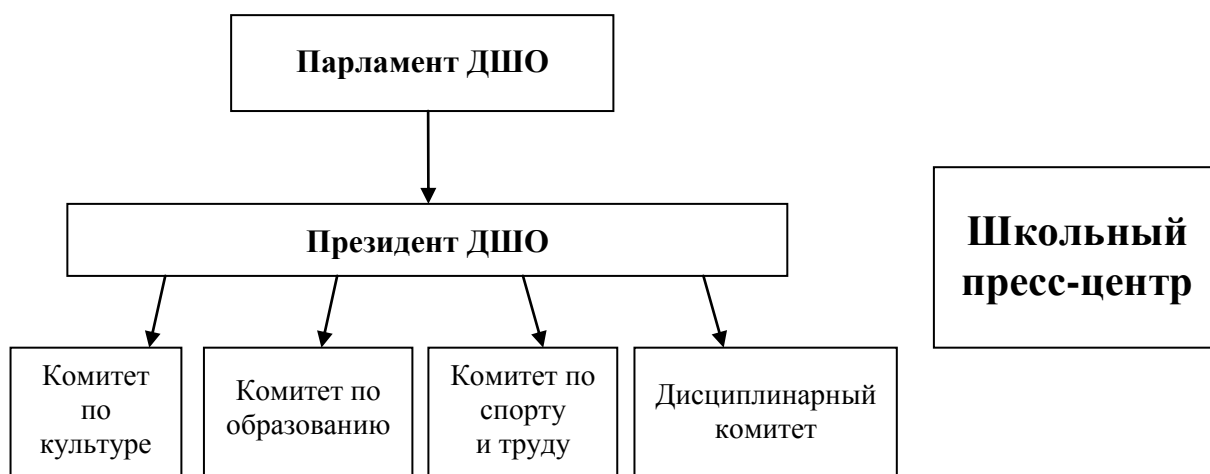 Парламент ДШО
Президент ДШО
Школьный
пресс-центр
Комитет
по
культуре
Комитет по
образованию
Комитет по
спорту
и труду
Дисциплинарный
комитет